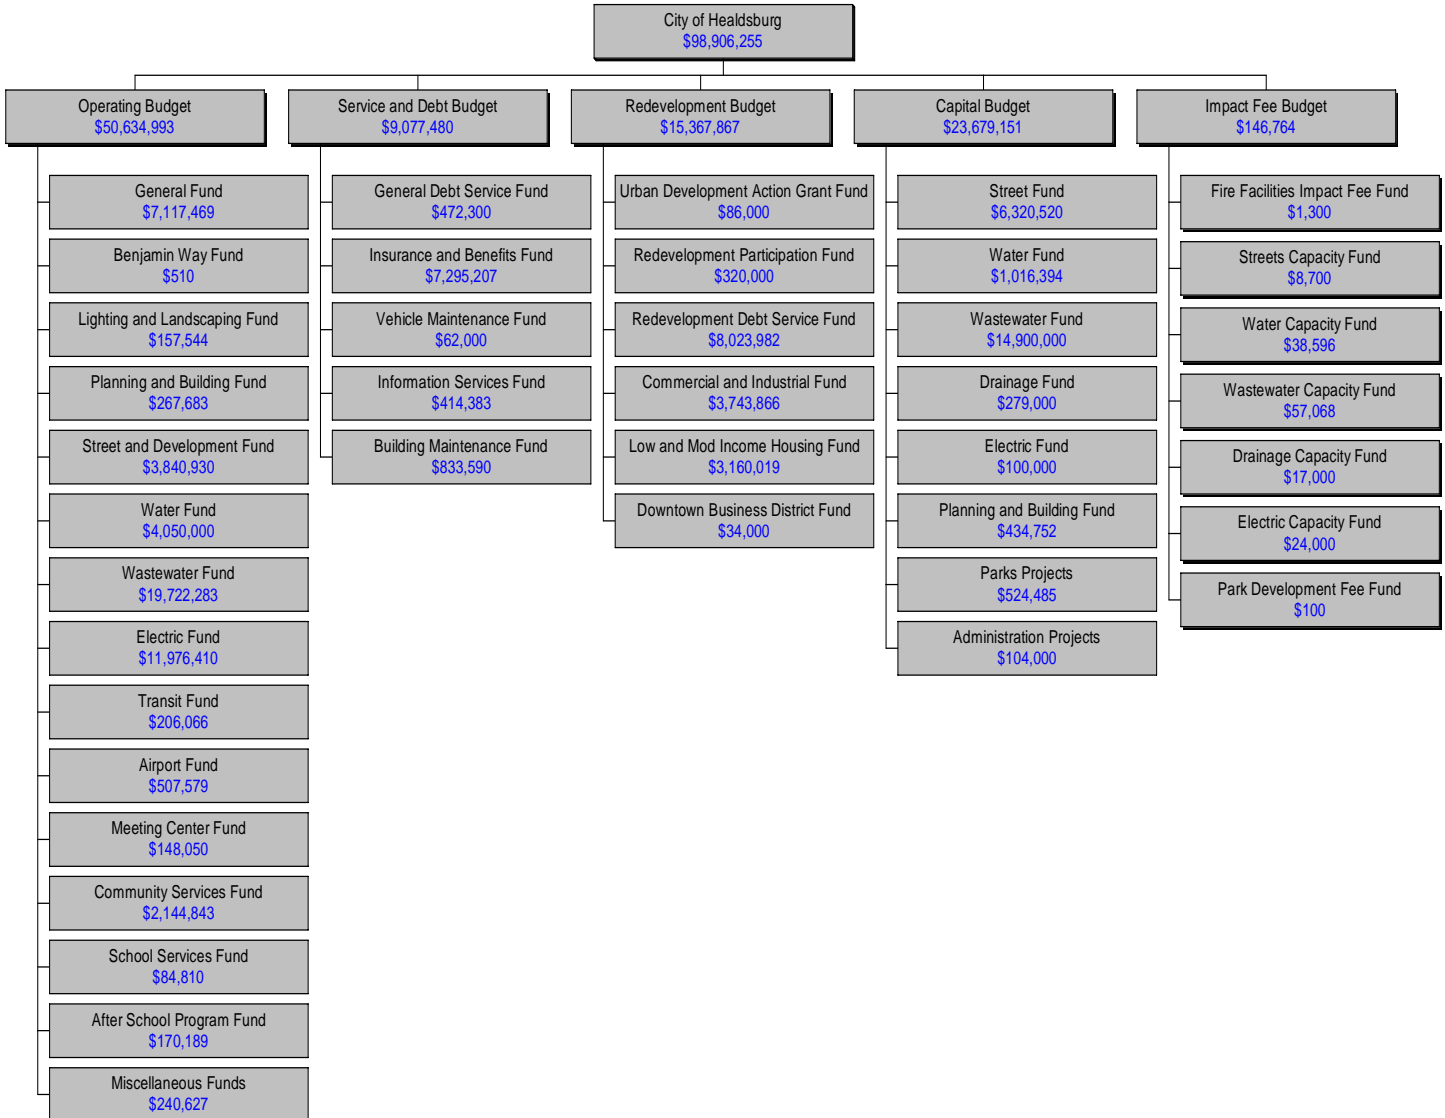 City of Healdsburg
$98,906,255
Operating Budget
$50,634,993
Service and Debt Budget
$9,077,480
Redevelopment Budget
$15,367,867
Capital Budget
$23,679,151
Impact Fee Budget
$146,764
General Fund
$7,117,469
Benjamin Way Fund
$510
Lighting and Landscaping Fund
$157,544
Planning and Building Fund
$267,683
Street and Development Fund
$3,840,930
Water Fund
$4,050,000
Wastewater Fund
$19,722,283
Electric Fund
$11,976,410
Transit Fund
$206,066
Airport Fund
$507,579
Meeting Center Fund
$148,050
Community Services Fund
$2,144,843
School Services Fund
$84,810
After School Program Fund
$170,189
Miscellaneous Funds
$240,627
General Debt Service Fund
$472,300
Insurance and Benefits Fund
$7,295,207
Vehicle Maintenance Fund
$62,000
Information Services Fund
$414,383
Building Maintenance Fund
$833,590
Urban Development Action Grant Fund
$86,000
Redevelopment Participation Fund
$320,000
Redevelopment Debt Service Fund
$8,023,982
Commercial and Industrial Fund
$3,743,866
Low and Mod Income Housing Fund
$3,160,019
Downtown Business District Fund
$34,000
Street Fund
$6,320,520
Water Fund
$1,016,394
Wastewater Fund
$14,900,000
Drainage Fund
$279,000
Electric Fund
$100,000
Planning and Building Fund
$434,752
Parks Projects
$524,485
Administration Projects
$104,000
Fire Facilities Impact Fee Fund
$1,300
Streets Capacity Fund
$8,700
Water Capacity Fund
$38,596
Wastewater Capacity Fund
$57,068
Drainage Capacity Fund
$17,000
Electric Capacity Fund
$24,000
Park Development Fee Fund
$100